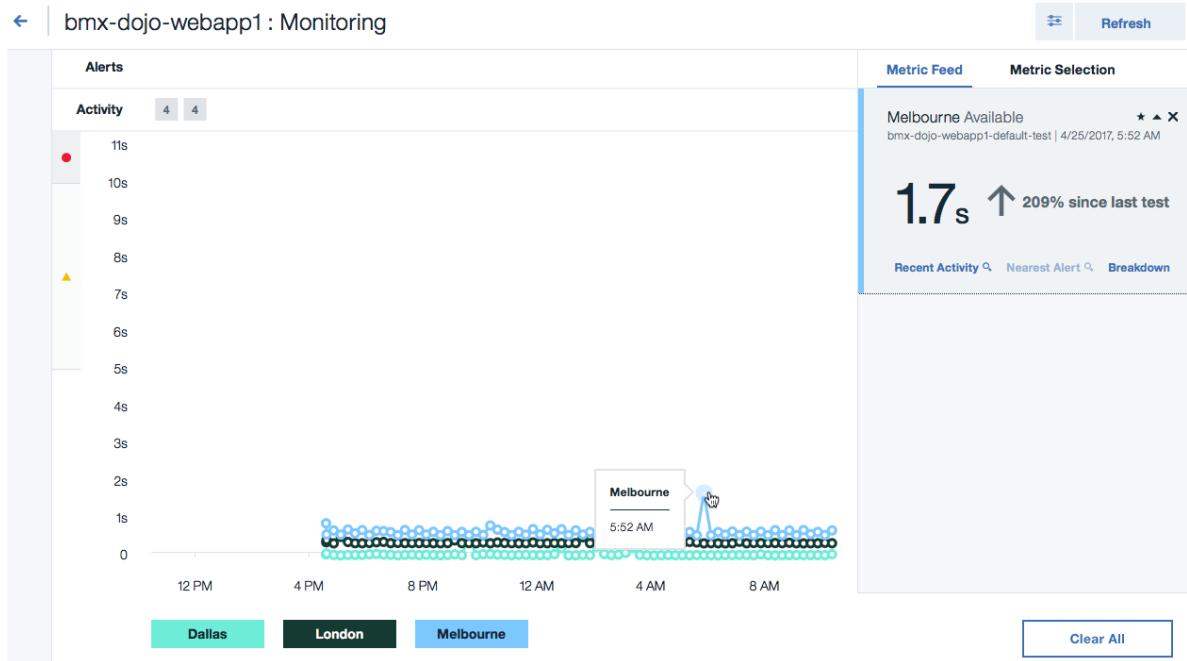 bmx-dojo-webapp1 : Monitoring
Refresh
Alerts
Metric Feed
Metric Selection
Activity
4
4
Melbourne Available
bmx-dojo-webapp1-default-test | 4/25/2017, 5:52 AM
1.7s
209% since last test
Recent Activity
Nearest Alert
Breakdown
11s
10s
9s
8s
7s
6s
5s
4s
3s
2s
1s
0
Melbourne
5:52 AM
12 PM
4 PM
8 PM
12 AM
4 AM
8 AM
Dallas
London
Melbourne
Clear All